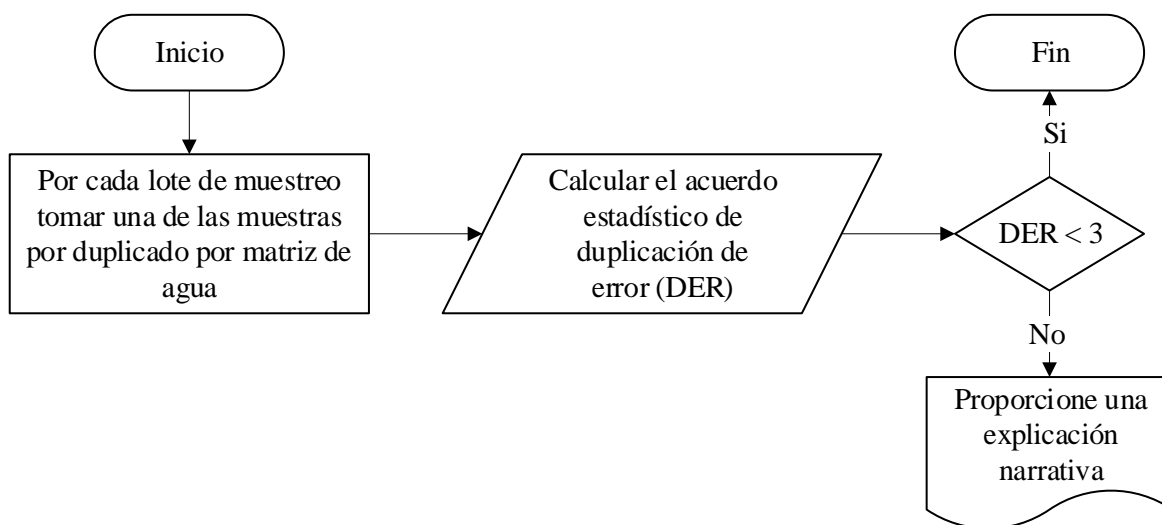 Inicio
Por cada lote de muestreo
tomar una de las muestras
por duplicado por matriz de
agua
Calcular el acuerdo
estadístico de
duplicación de
error (DER)
DER < 3
Si
Fin
No
Proporcione una
explicación
narrativa